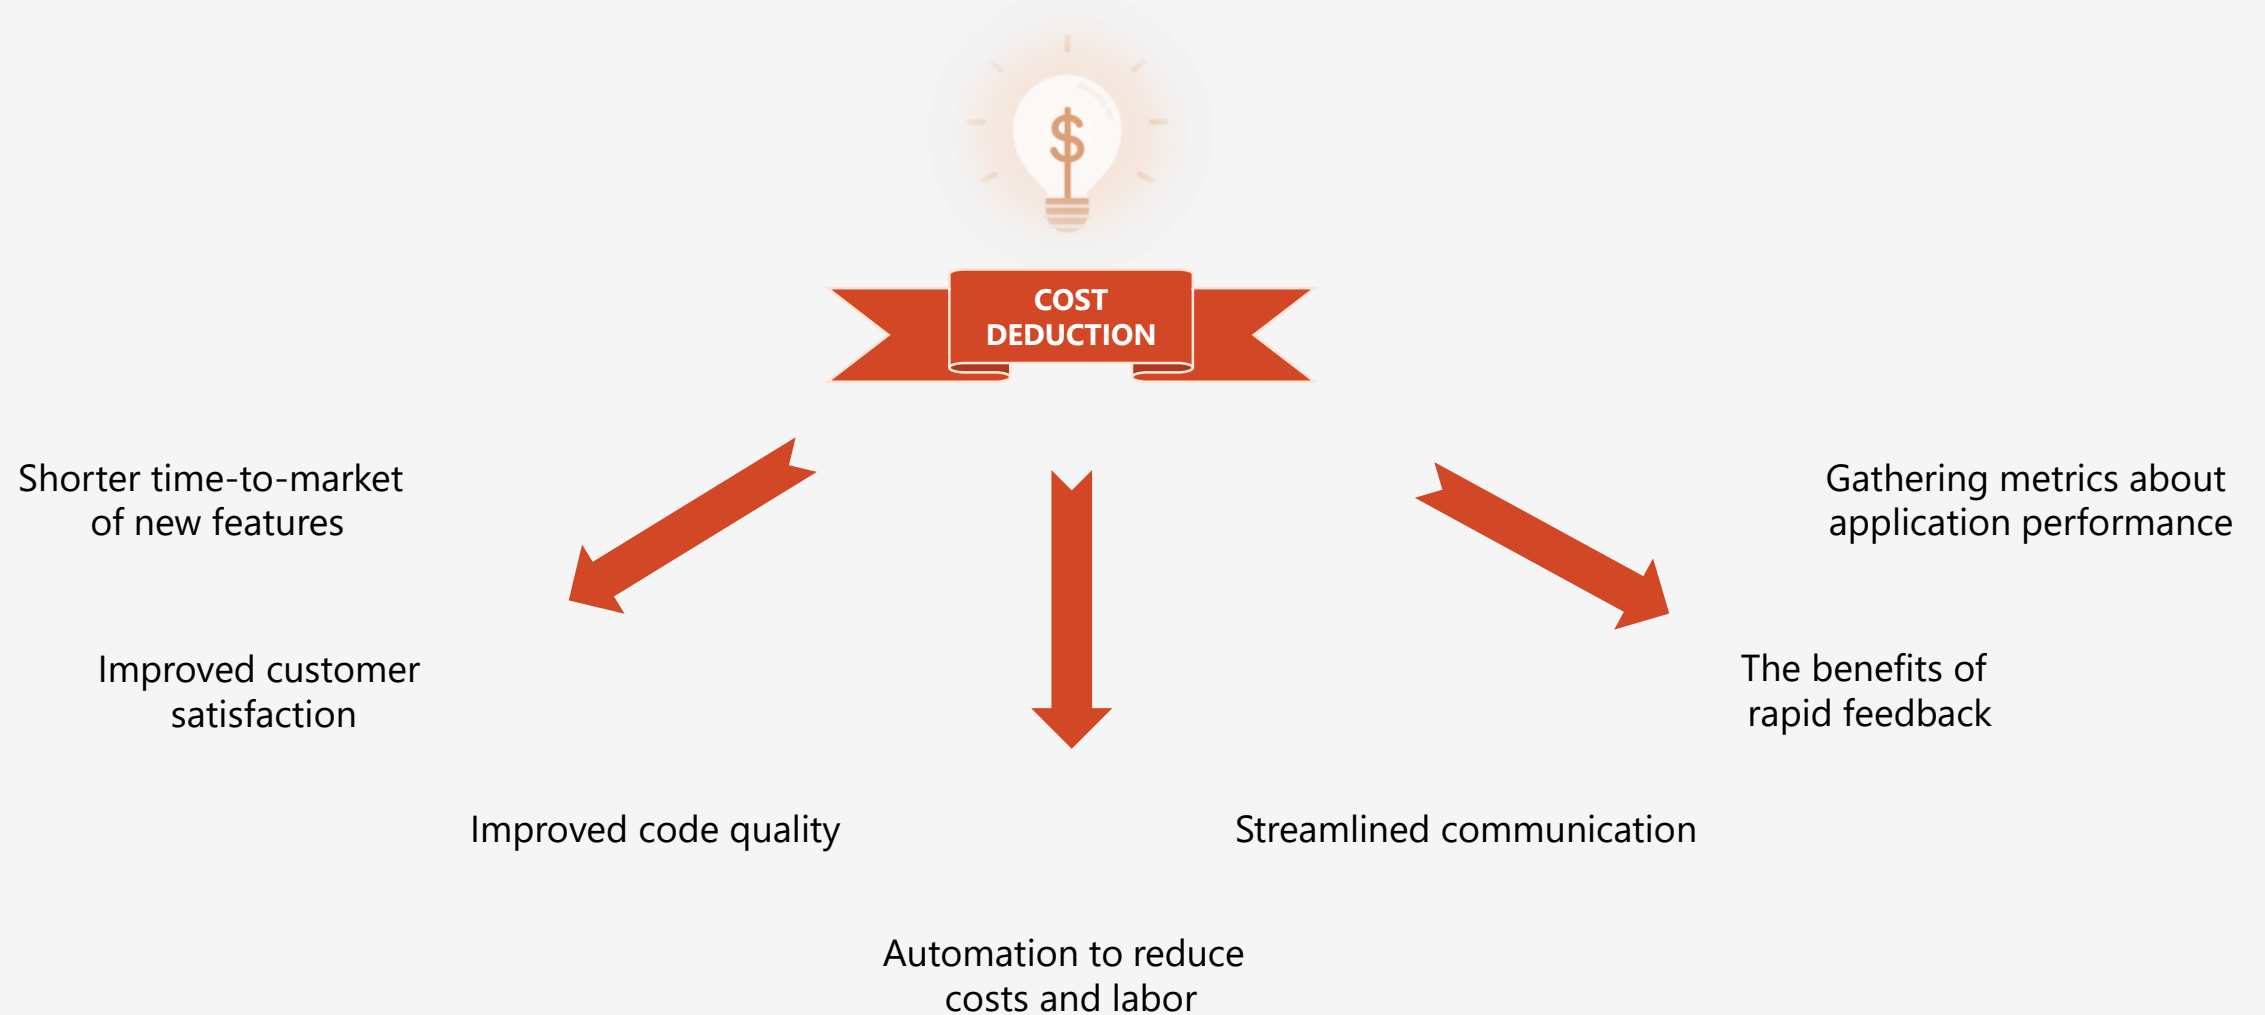 $
COST
DEDUCTION
Shorter time-to-market
of new features
Gathering metrics about
application performance
Improved customer
satisfaction
The benefits of
rapid feedback
Improved code quality
Streamlined communication
Automation to reduce
costs and labor